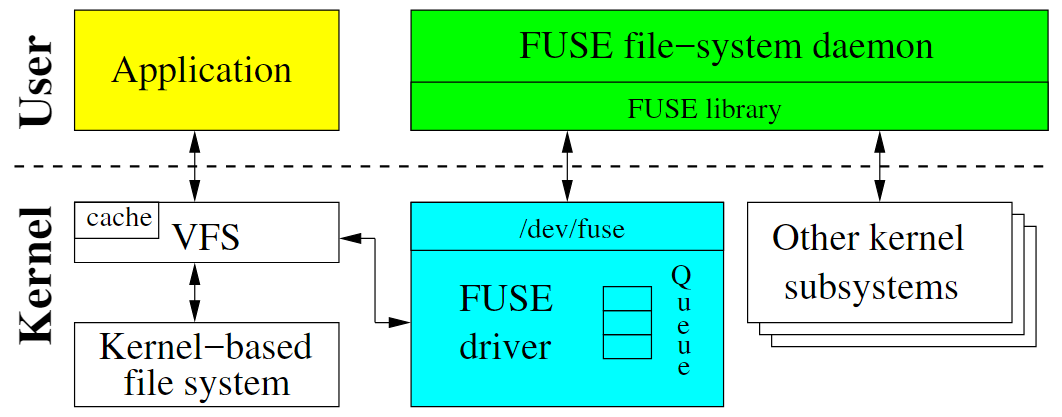 User
Application
FUSE file−system daemon
FUSE library
Kernel
cache
VFS
Kernel−based
file system
/dev/fuse
FUSE
driver
Queue
Other kernel
subsystems